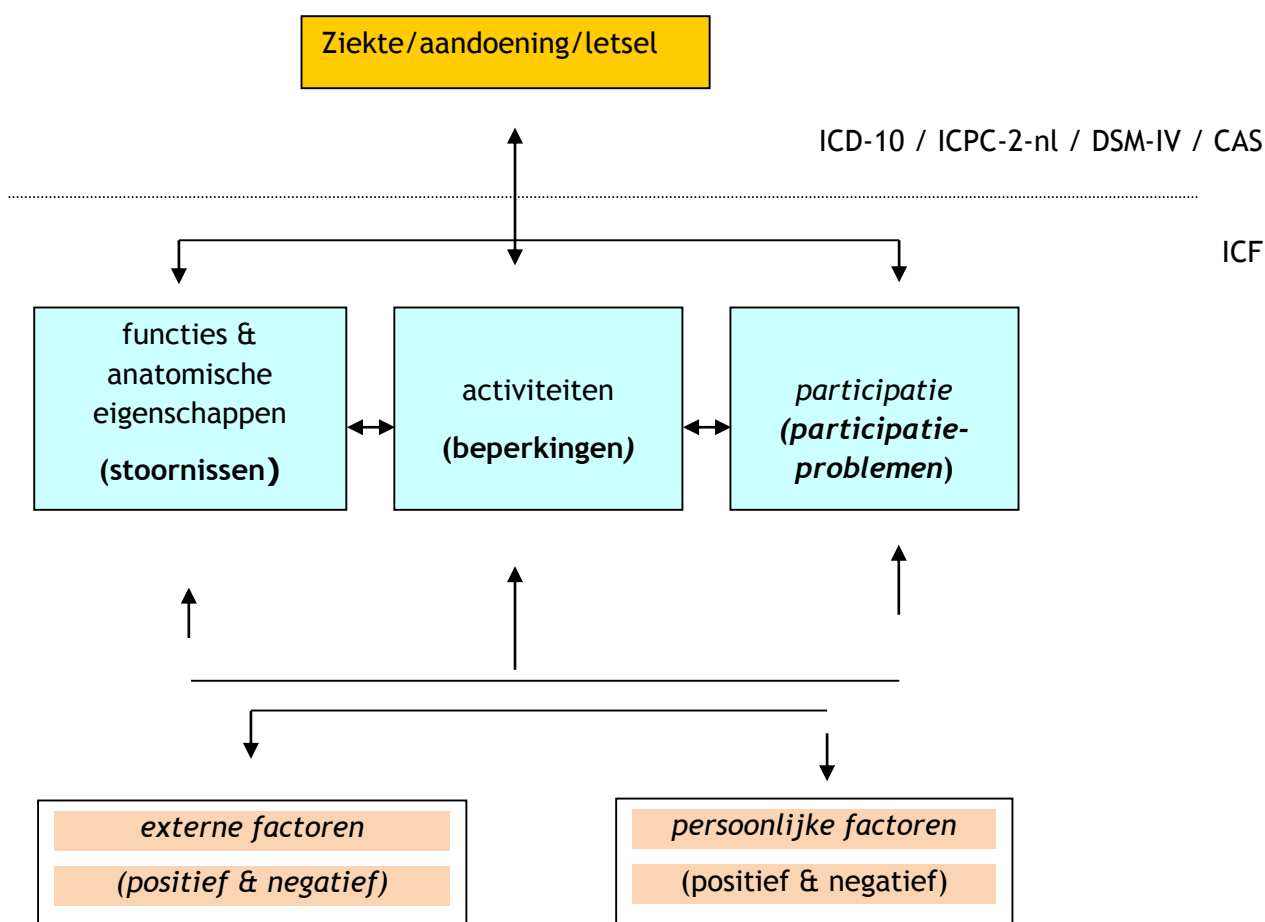 Ziekte/aandoening/letsel
ICD-10 / ICPC-2-nl / DSM-IV / CAS
ICF
functies &
anatomische
eigenschappen
(stoornissen)
activiteiten
(beperkingen)
participatie
(participatie-
problemen)
externe factoren
(positief & negatief)
persoonlijke factoren
(positief & negatief)